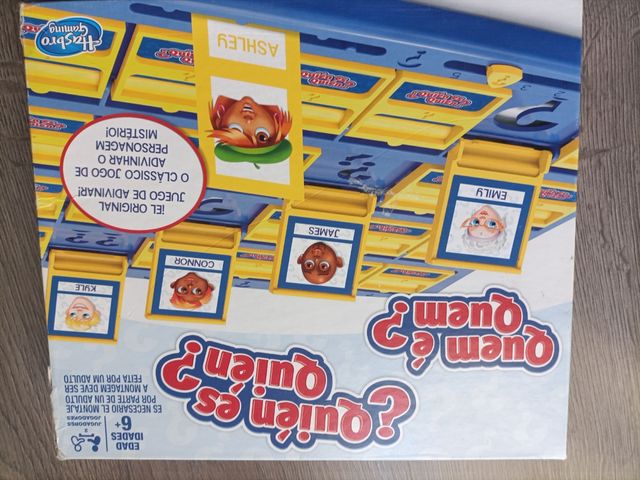 ¿Quién es
Quien?
Quem é
Quem?
EDAD
IDADES
6+
2
JUGADORES
JOGADORES
ES NECESARIO EL MONTAJE
POR PARTE DE UN ADULTO
A MONTAGEM DEVE SER
FEITA POR UM ADULTO
KYLE
CONNOR
JAMES
EMILY
¡EL ORIGINAL
JUEGO DE ADIVINAR!
O CLÁSSICO JOGO DE
ADIVINHAR O
PERSONAGEM
MISTÉRIO!
ASHLEY
Hasbro
Gaming